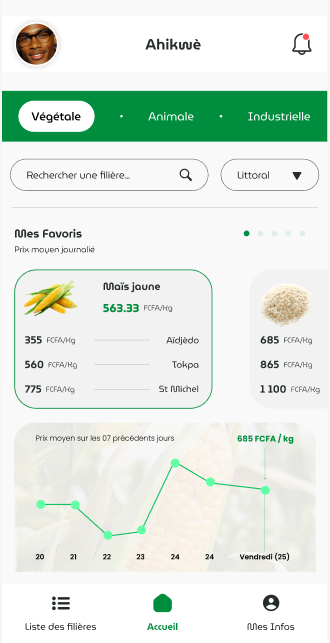 Ahikwè
Végétale • Animale • Industrielle
Rechercher une filière... Littoral
Mes Favoris
Prix moyen journalié
Maïs jaune
563.33 FCFA/Kg
355 FCFA/Kg Aïdjèdo
560 FCFA/Kg Tokpa
775 FCFA/Kg St Michel
685 FCFA/Kg
865 FCFA/Kg
1 100 FCFA/Kg
Prix moyen sur les 07 précédents jours 685 FCFA / kg
20 21 22 23 24 24 Vendredi (25)
Liste des filières Accueil Mes Infos